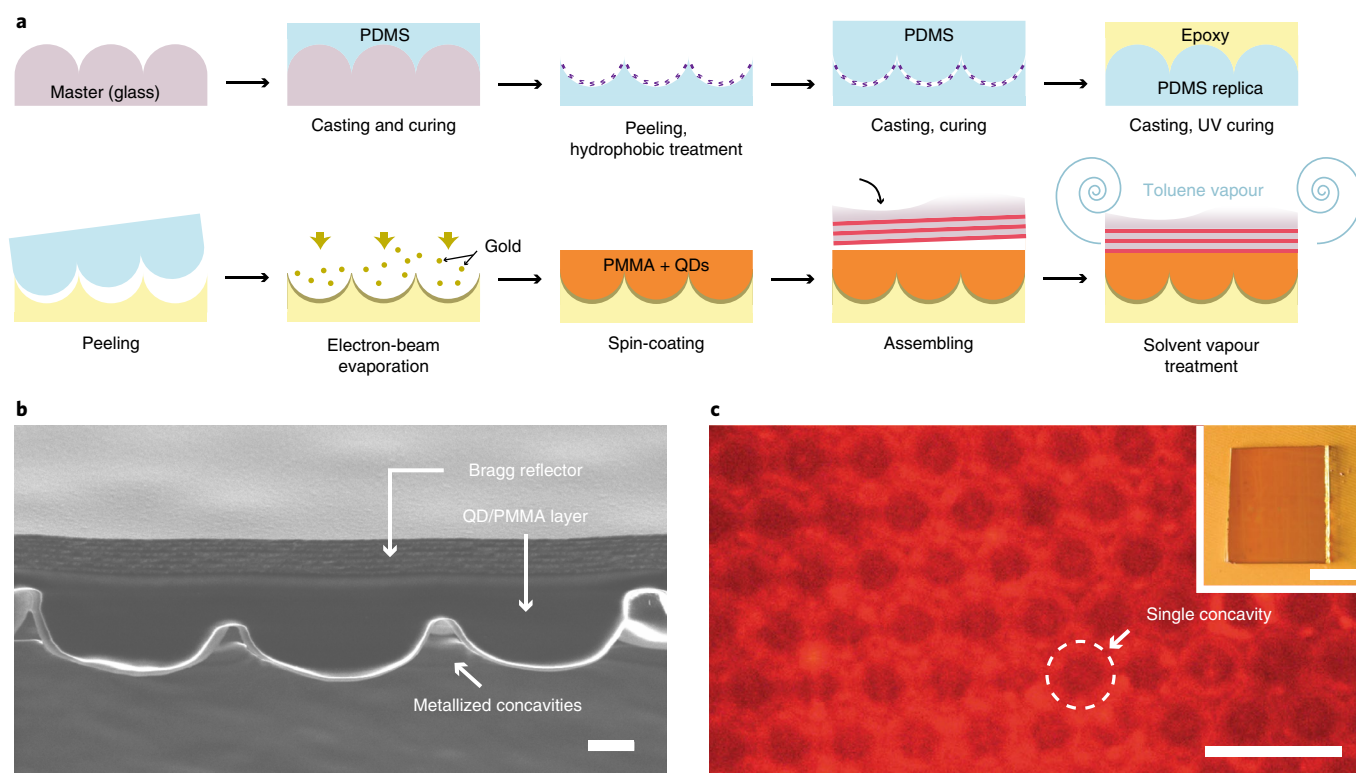 a
Master (glass)
PDMS
Casting and curing
Peeling,
hydrophobic treatment
PDMS
Casting, curing
Epoxy
PDMS replica
Casting, UV curing
Peeling
Gold
Electron-beam
evaporation
PMMA + QDs
Spin-coating
Assembling
Toluene vapour
Solvent vapour
treatment
b
Bragg reflector
QD/PMMA layer
Metallized concavities
c
Single concavity